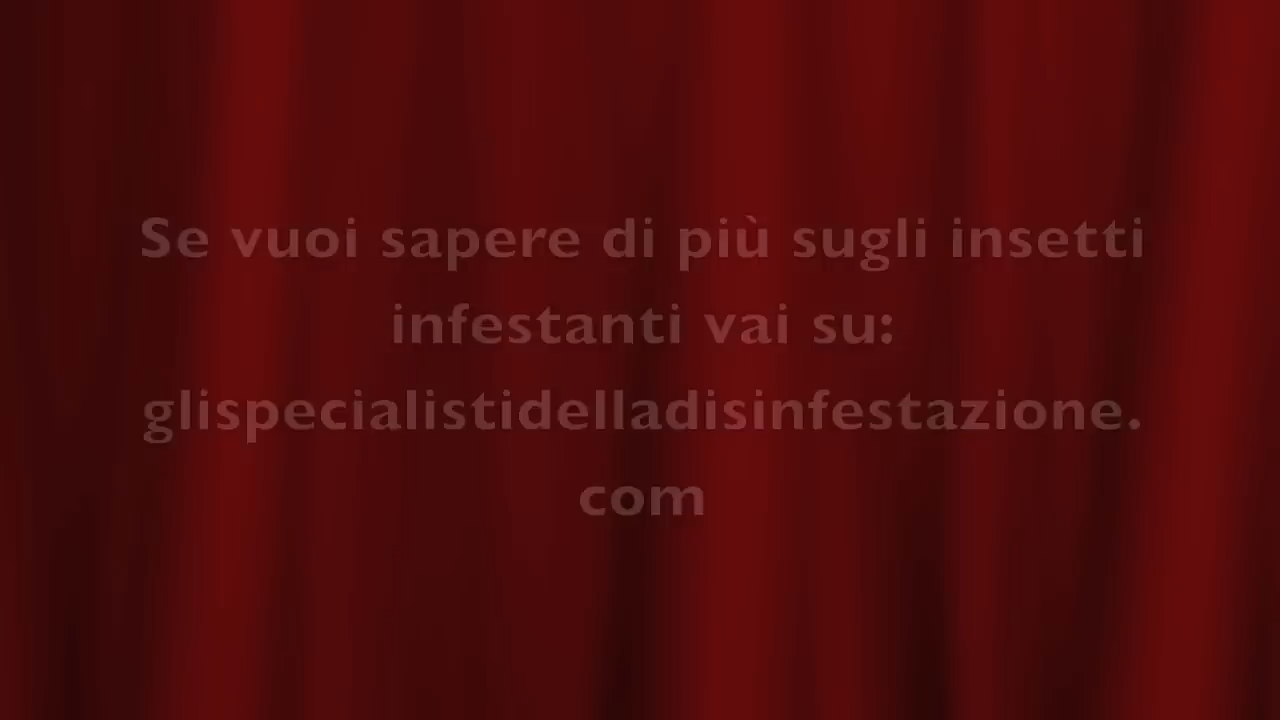 Se vuoi sapere di più sugli insetti
infestanti vai su:
glispecialistidelladisinfestazione.
com